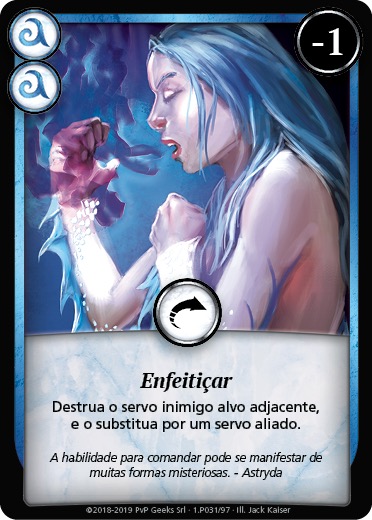 -1
Enfeitiçar
Destrua o servo inimigo alvo adjacente,
e o substitua por um servo aliado.
A habilidade para comandar pode se manifestar de
muitas formas misteriosas. - Astryda
©2018-2019 PvP Geeks Srl · 1.P031/97 · Ill. Jack Kaiser